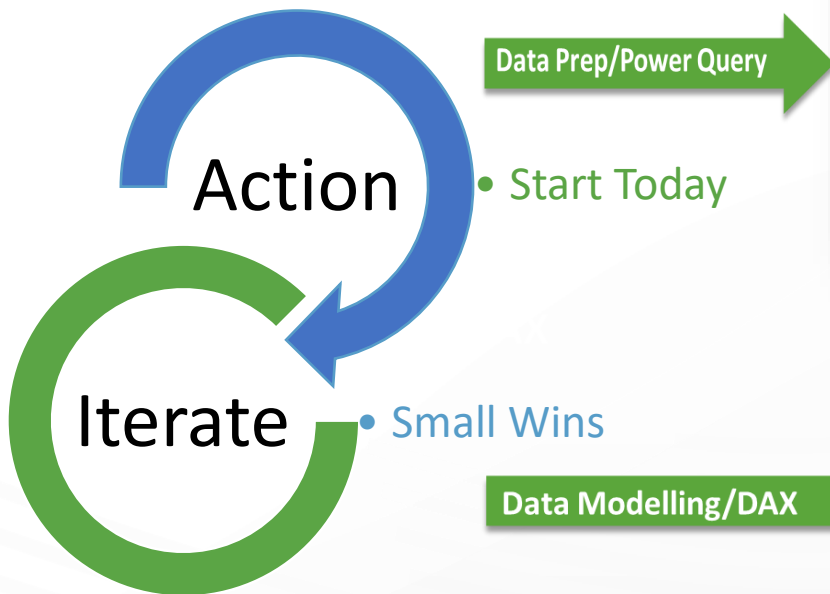 Data Prep/Power Query
Action
• Start Today
Iterate
• Small Wins
Data Modelling/DAX